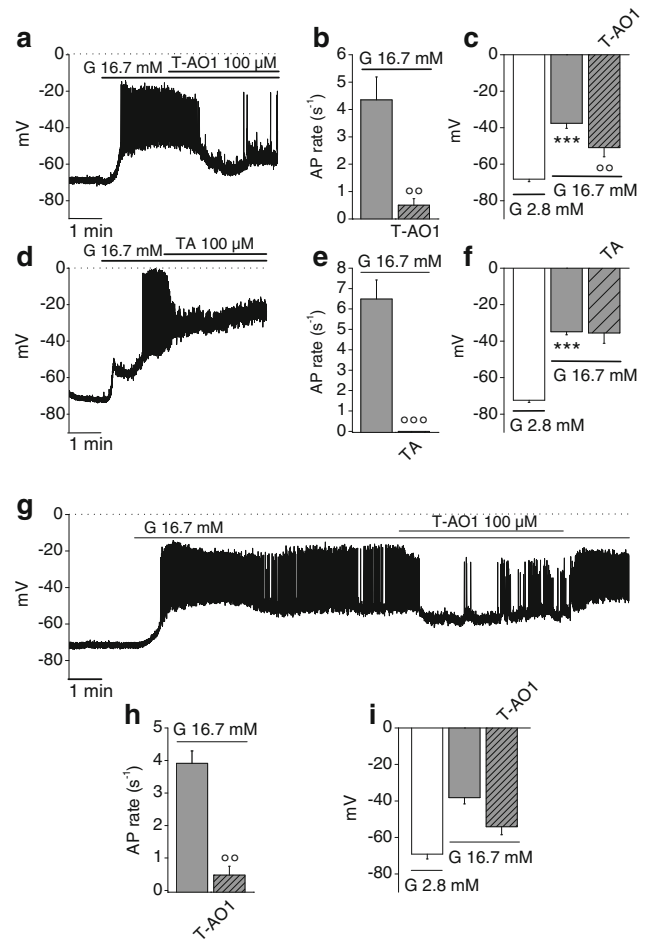 a
G 16.7 mM
T-AO1 100 µM
0
-20
-40
-60
-80
mV
1 min
b
G 16.7 mM
6
5
4
3
2
1
0
AP rate (s⁻¹)
°°
T-AO1
c
T-AO1
0
-20
-40
-60
-80
mV
***
°°
G 16.7 mM
G 2.8 mM
d
G 16.7 mM
TA 100 µM
0
-20
-40
-60
-80
mV
1 min
e
G 16.7 mM
8
7
6
5
4
3
2
1
0
AP rate (s⁻¹)
°°°
TA
f
TA
0
-20
-40
-60
-80
mV
***
G 16.7 mM
G 2.8 mM
g
G 16.7 mM
T-AO1 100 µM
0
-20
-40
-60
-80
mV
1 min
h
G 16.7 mM
5
4
3
2
1
0
AP rate (s⁻¹)
°°
T-AO1
i
T-AO1
0
-20
-40
-60
-80
mV
G 16.7 mM
G 2.8 mM